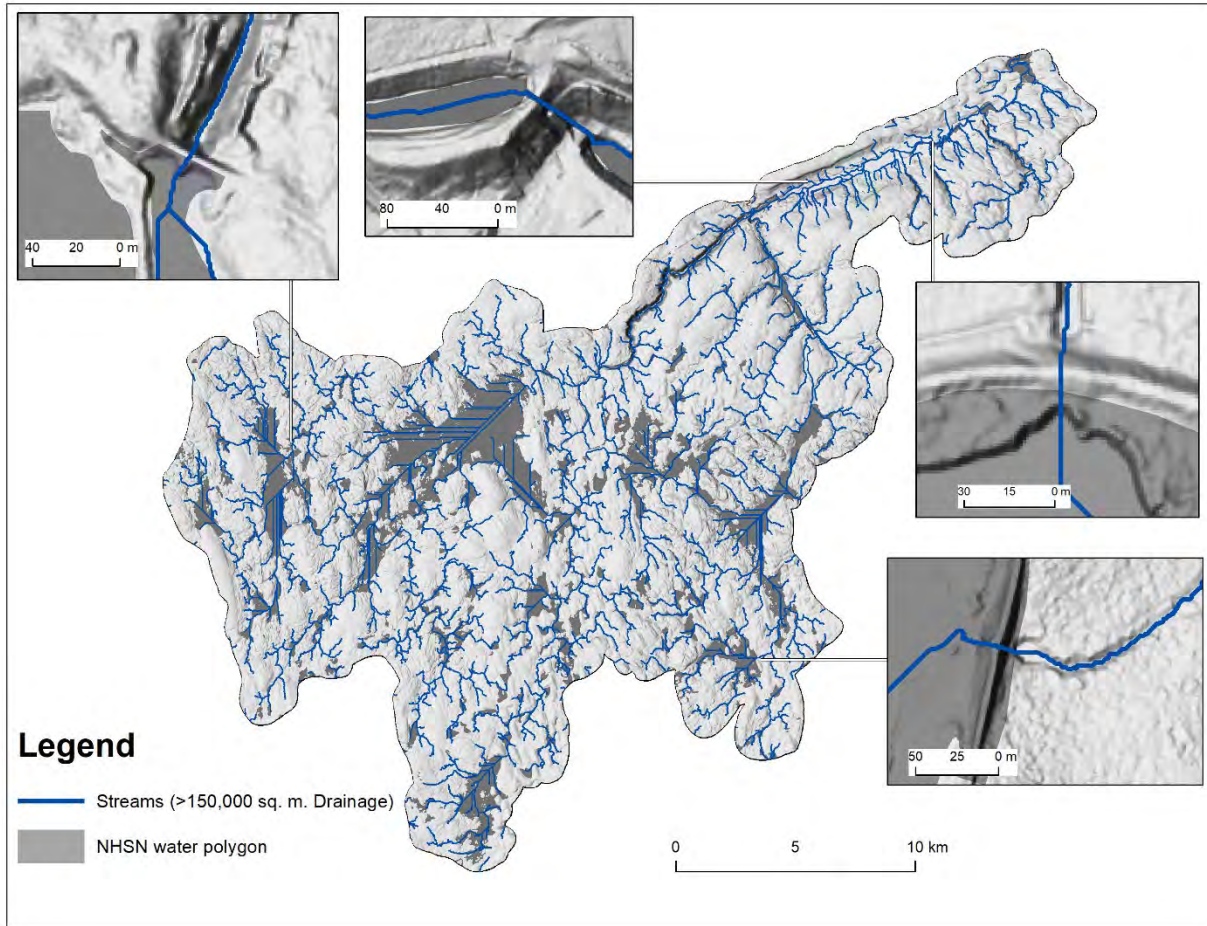 40 20 0 m
80 40 0 m
30 15 0 m
50 25 0 m
Legend
Streams (>150,000 sq. m. Drainage)
NHSN water polygon
0 5 10 km